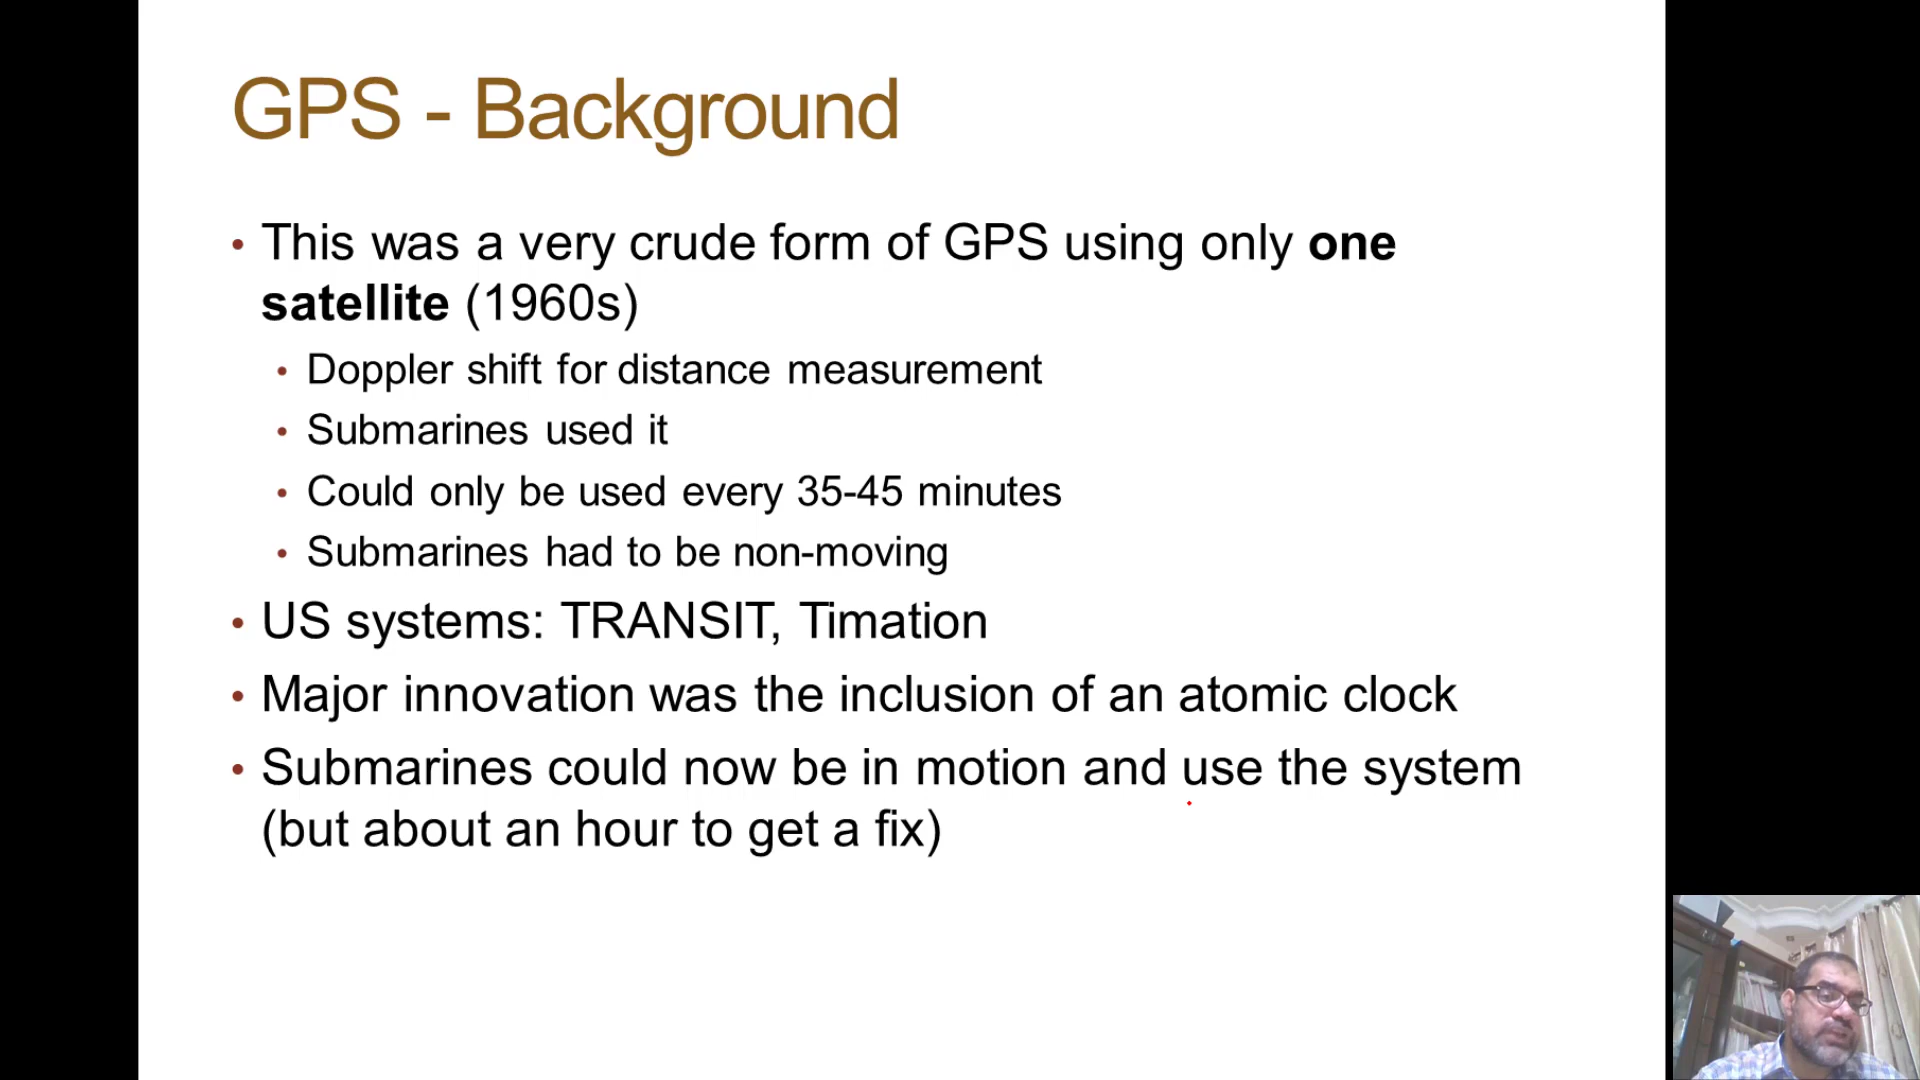 GPS - Background
• This was a very crude form of GPS using only one
satellite (1960s)
• Doppler shift for distance measurement
• Submarines used it
• Could only be used every 35-45 minutes
• Submarines had to be non-moving
• US systems: TRANSIT, Timation
• Major innovation was the inclusion of an atomic clock
• Submarines could now be in motion and use the system
(but about an hour to get a fix)